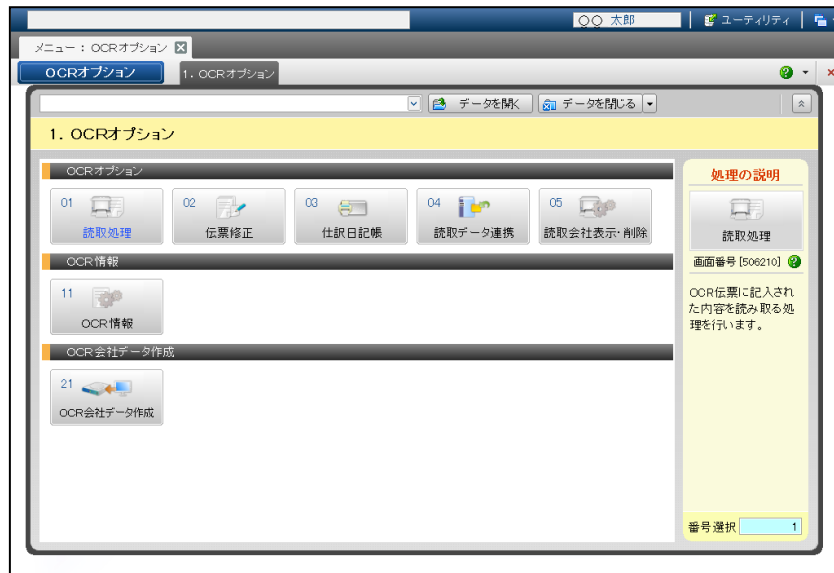 〇〇 太郎 ユーティリティ
メニュー：OCRオプション
OCRオプション 1. OCRオプション
データを開く データを閉じる
1. OCRオプション
OCRオプション
01 02 03 04 05
読取処理 伝票修正 仕訳日記帳 読取データ連携 読取会社表示・削除
OCR情報
11
OCR情報
OCR会社データ作成
21
OCR会社データ作成
処理の説明
読取処理
画面番号 [506210]
OCR伝票に記入され
た内容を読み取る処
理を行います。
番号選択 1